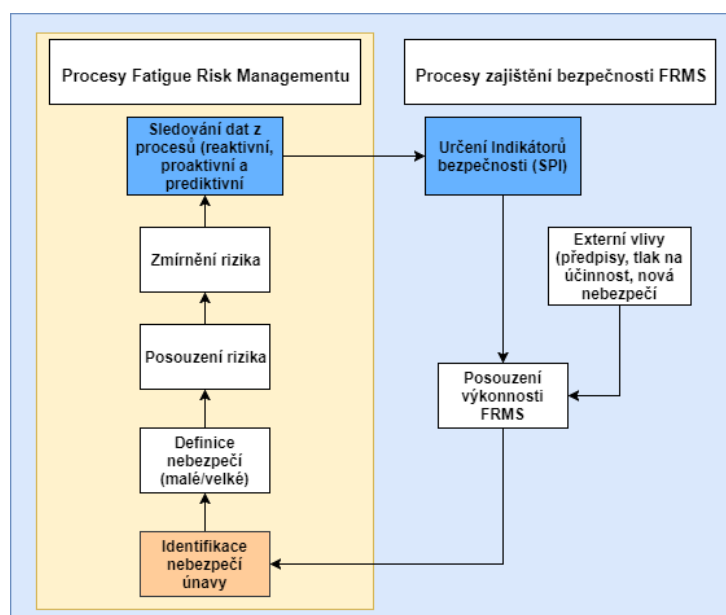 Procesy Fatigue Risk Managementu
Procesy zajištění bezpečnosti FRMS
Sledování dat z
procesů (reaktivní,
proaktivní a
prediktivní
Určení Indikátorů
bezpečnosti (SPI)
Zmírnění rizika
Externí vlivy
(předpisy, tlak na
účinnost, nová
nebezpečí
Posouzení rizika
Posouzení
výkonnosti
FRMS
Definice
nebezpečí
(malé/velké)
Identifikace
nebezpečí
únavy